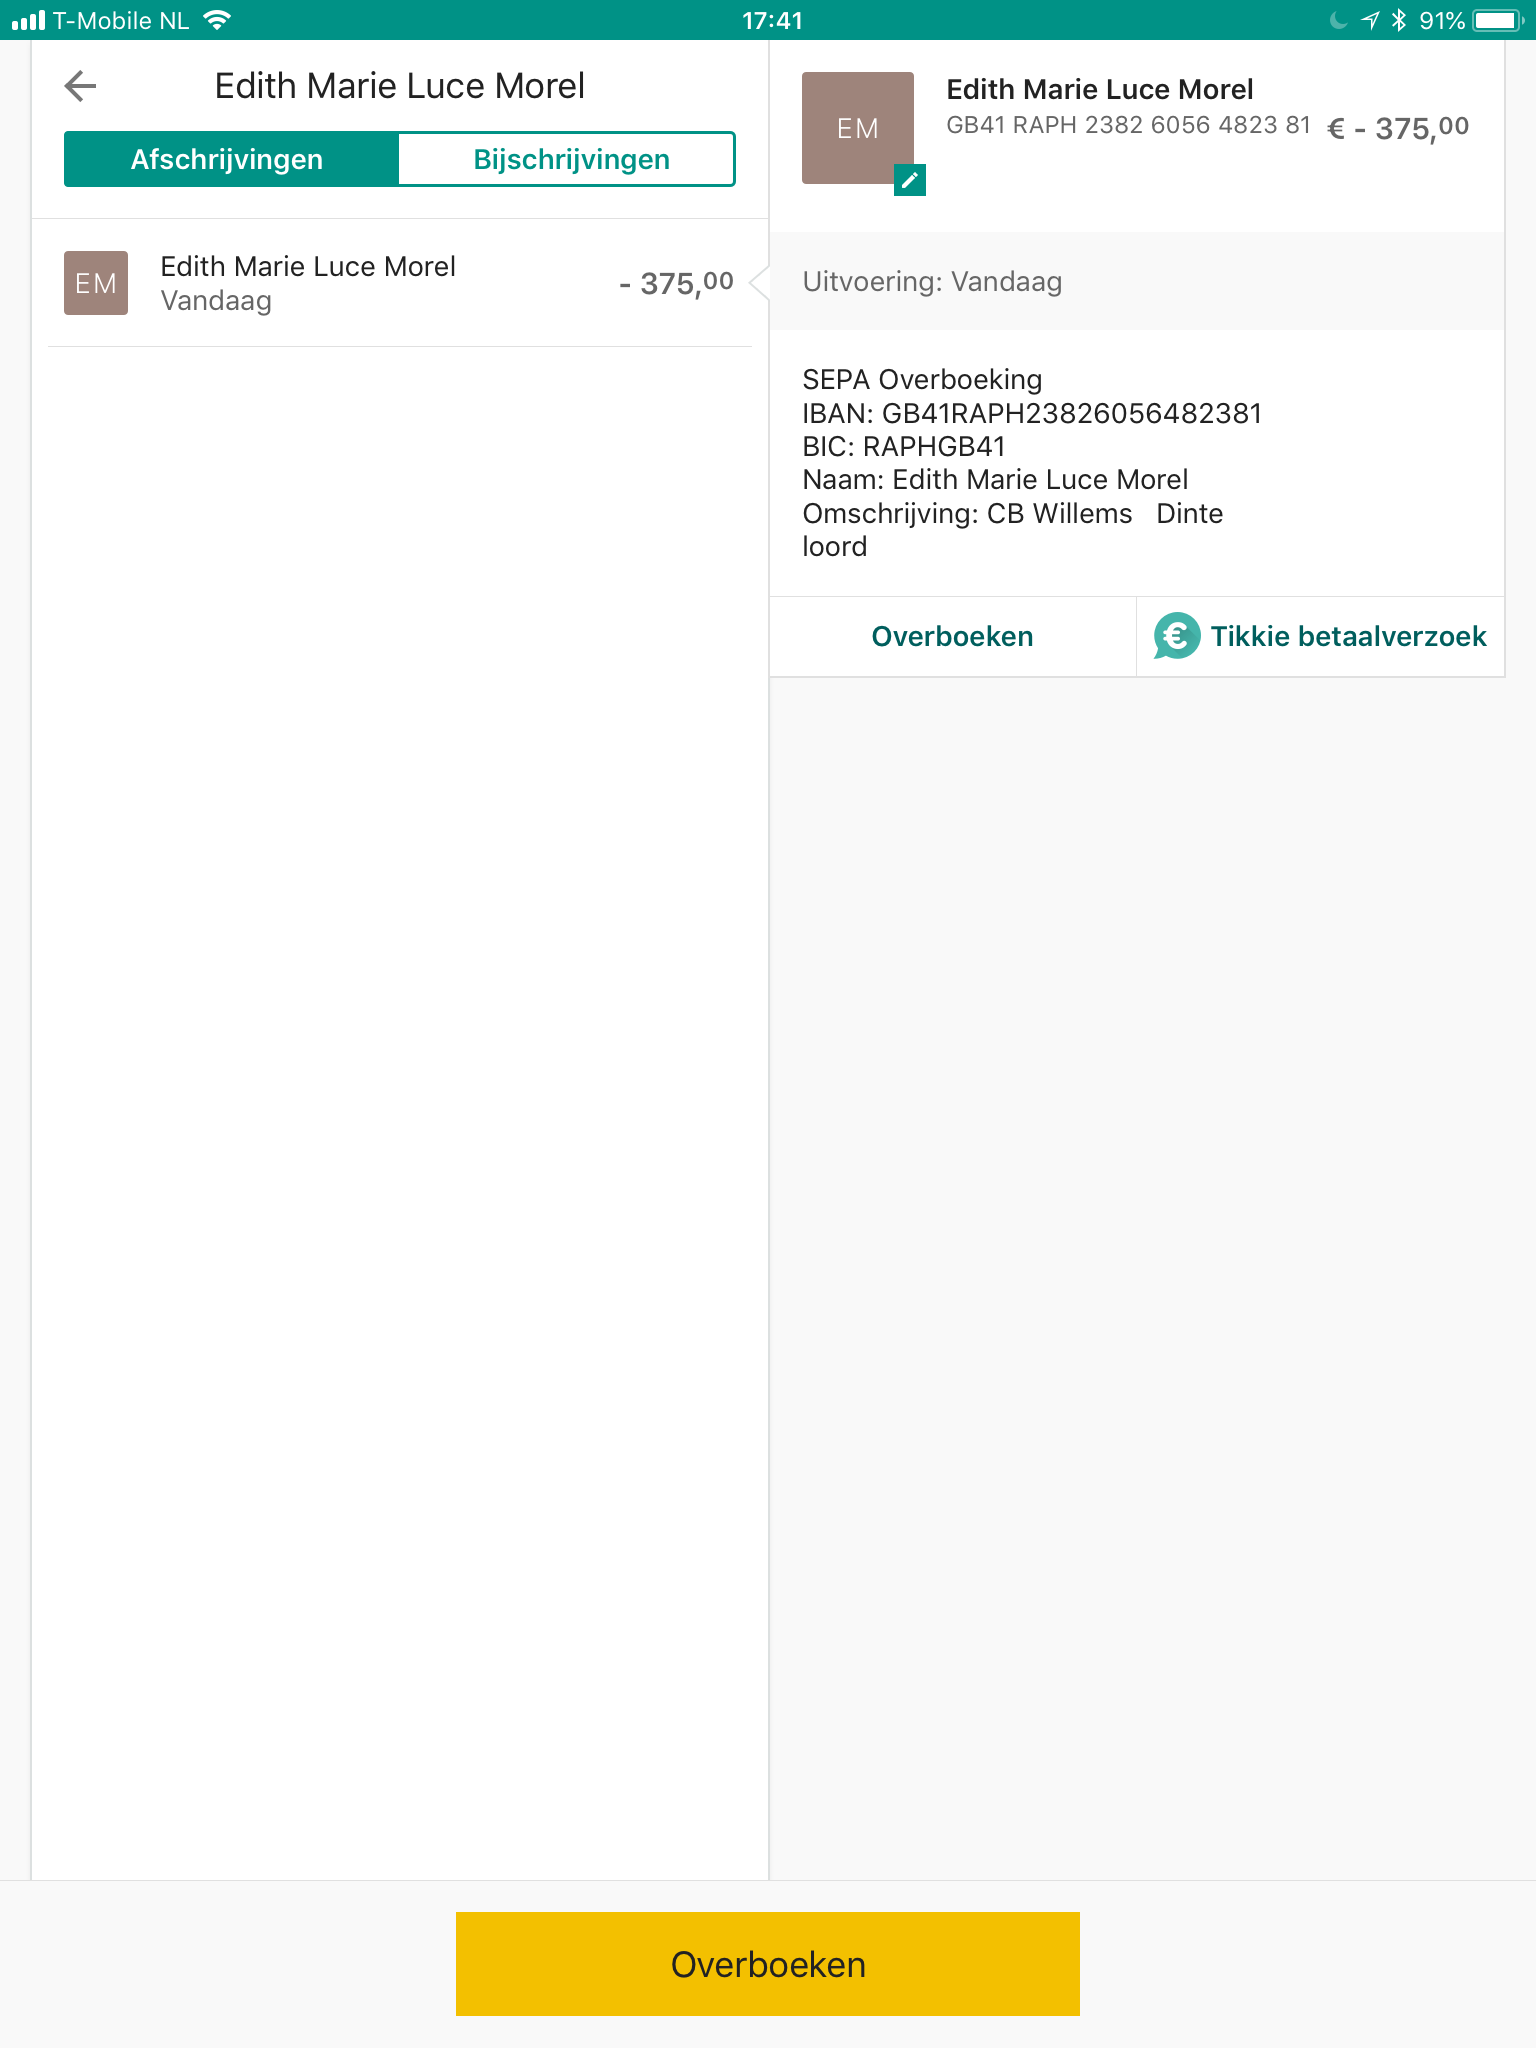 T-Mobile NL 17:41 91%
Edith Marie Luce Morel
Afschrijvingen Bijschrijvingen
EM Edith Marie Luce Morel - 375,00
Vandaag
EM Edith Marie Luce Morel
GB41 RAPH 2382 6056 4823 81 € - 375,00
Uitvoering: Vandaag
SEPA Overboeking
IBAN: GB41RAPH23826056482381
BIC: RAPHGB41
Naam: Edith Marie Luce Morel
Omschrijving: CB Willems Dinte
loord
Overboeken € Tikkie betaalverzoek
Overboeken